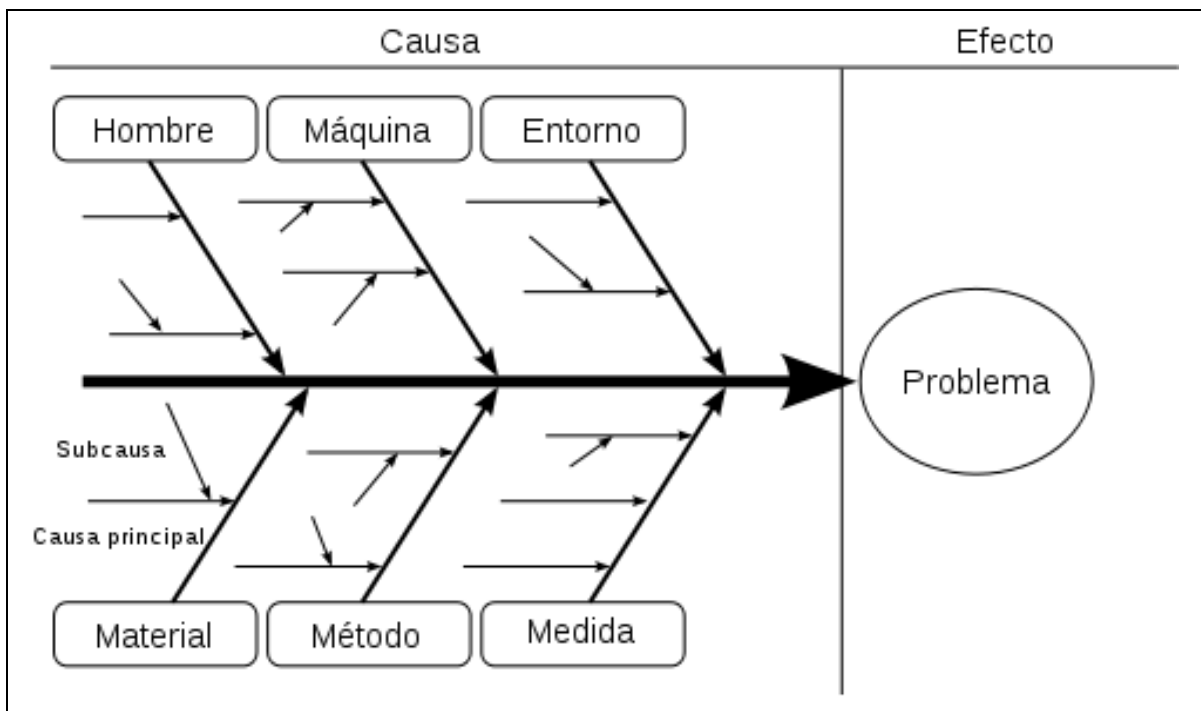 Causa
Efecto
Hombre
Máquina
Entorno
Problema
Subcausa
Causa principal
Material
Método
Medida